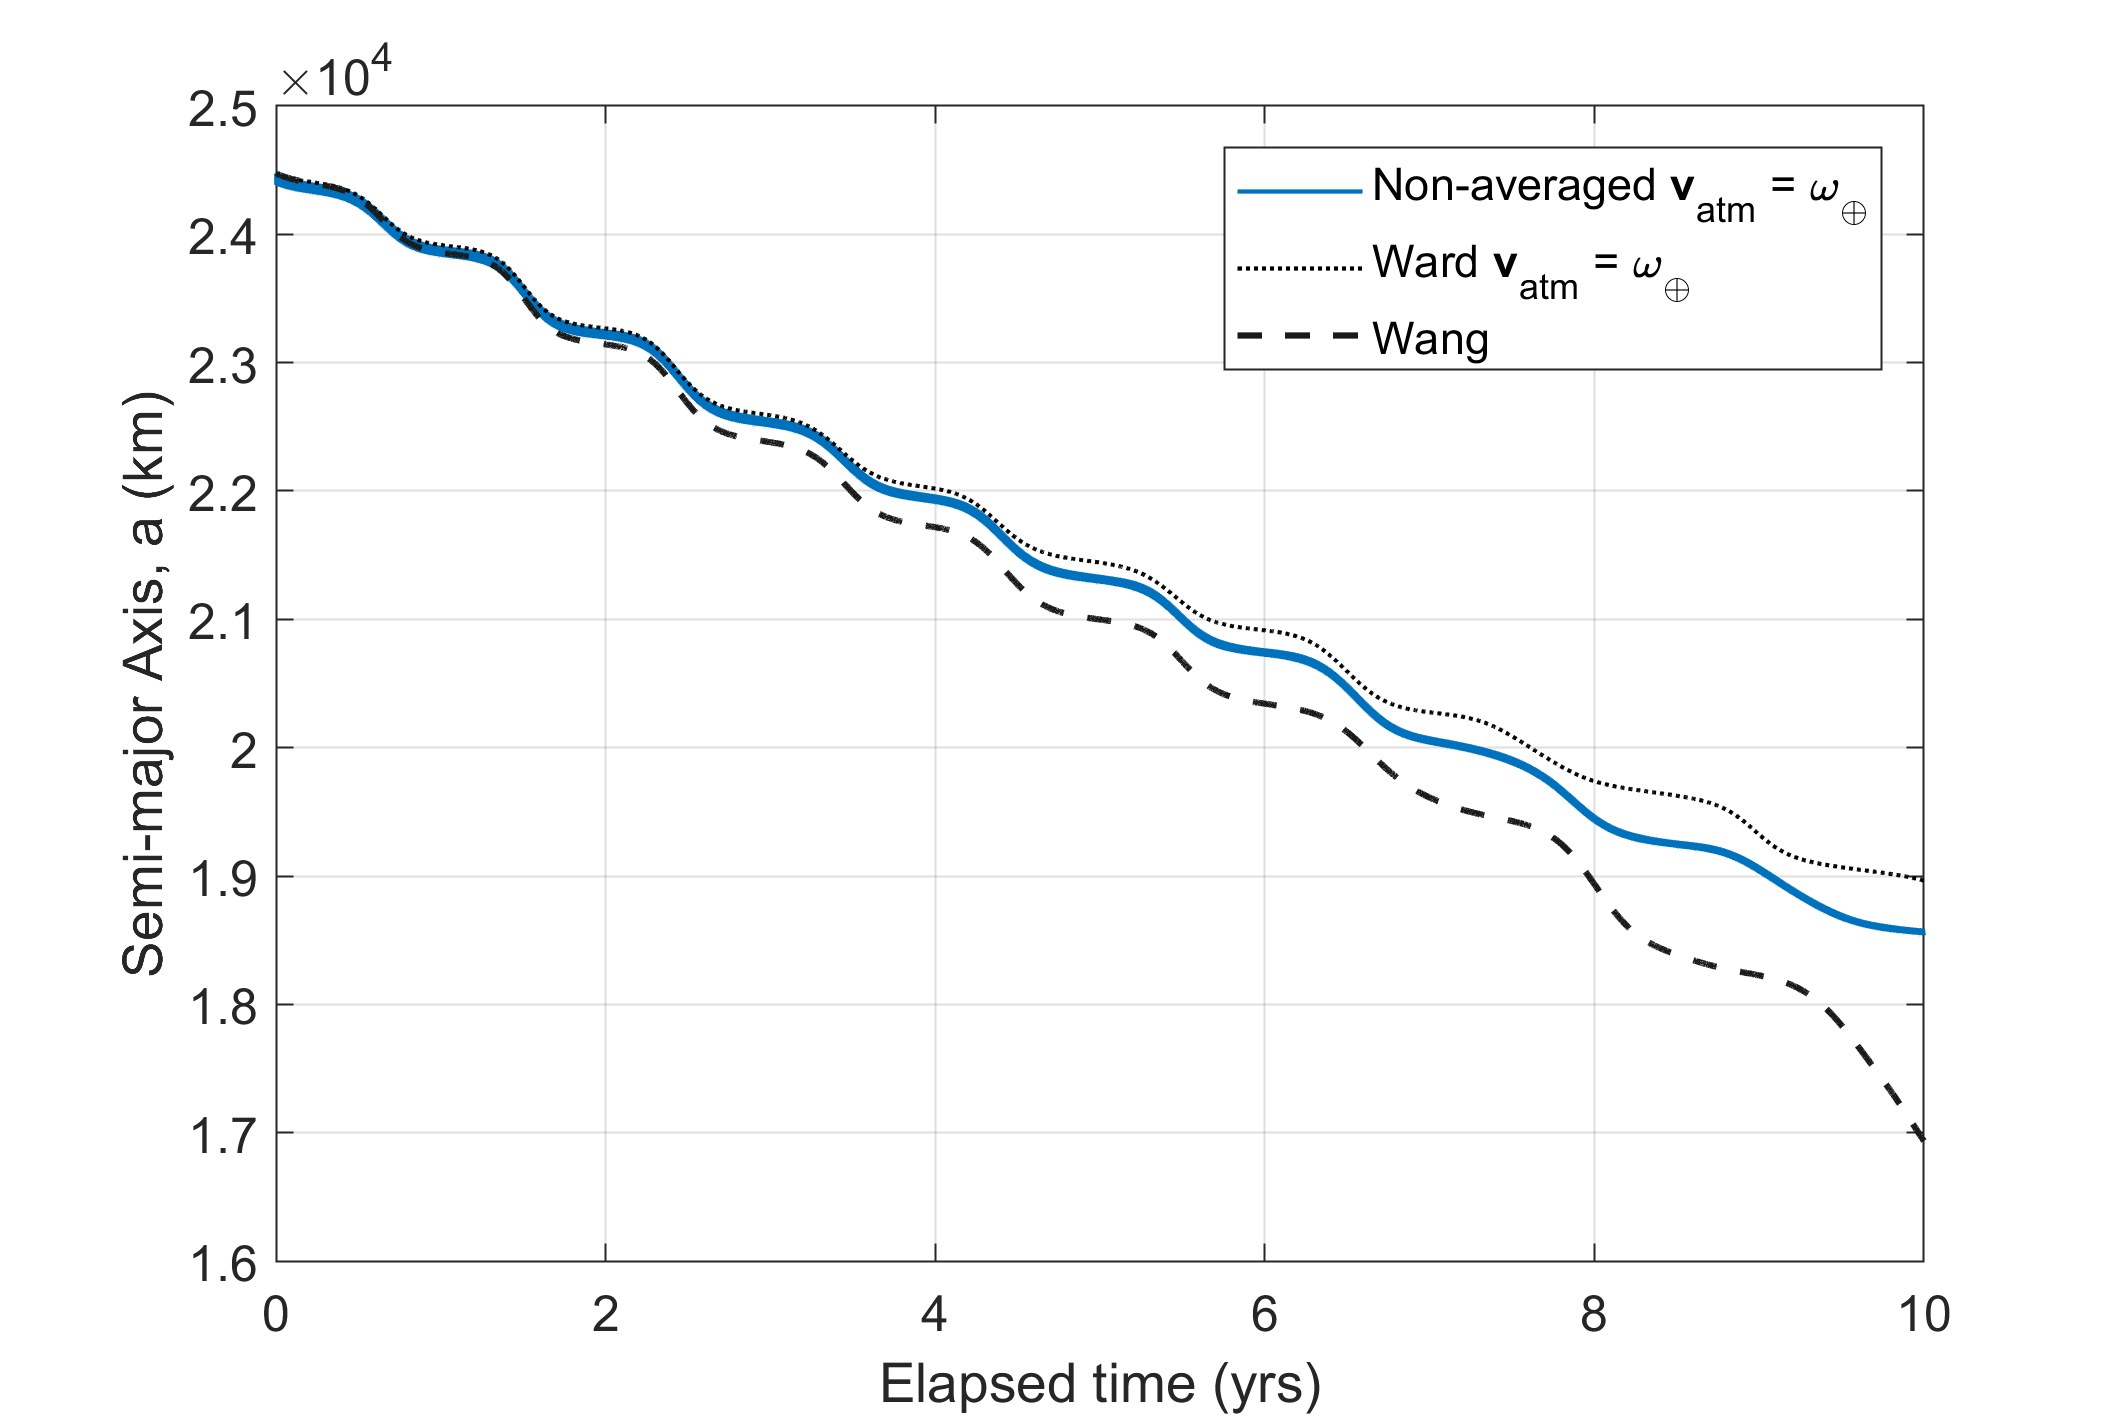 ×10⁴
2.5
2.4
2.3
2.2
2.1
2
1.9
1.8
1.7
1.6
Semi-major Axis, a (km)
0 2 4 6 8 10
Elapsed time (yrs)
Non-averaged v_atm = ω_⊕
Ward v_atm = ω_⊕
Wang